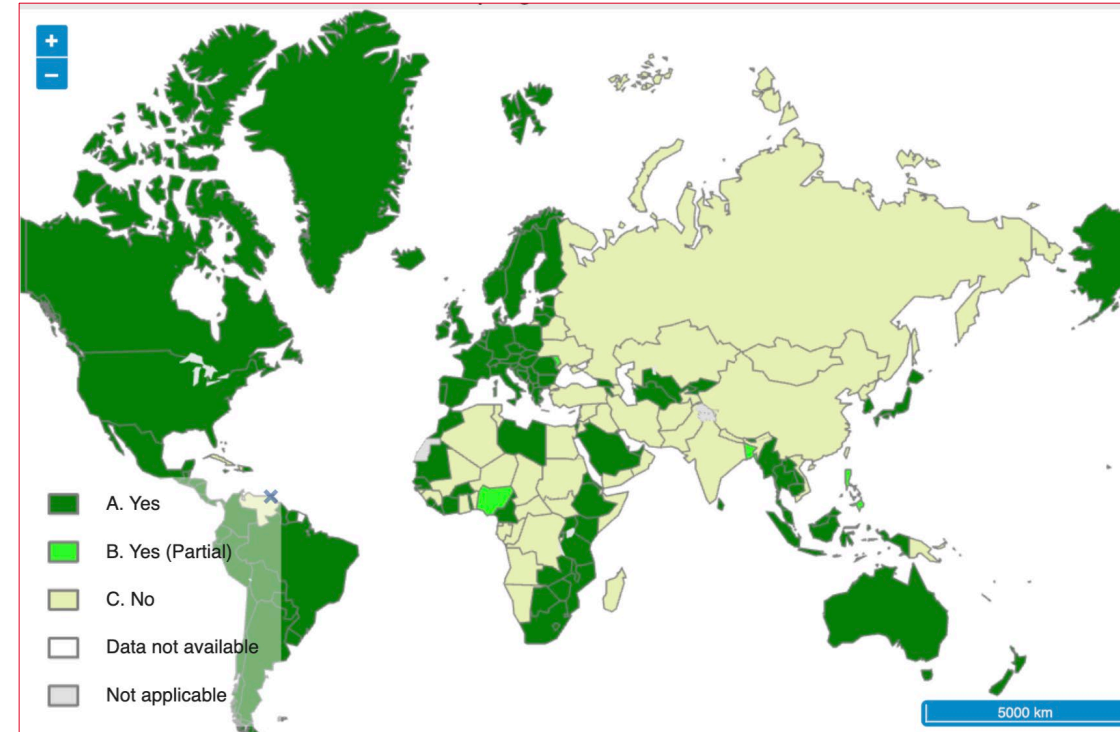 +
−
A. Yes
B. Yes (Partial)
C. No
Data not available
Not applicable
5000 km